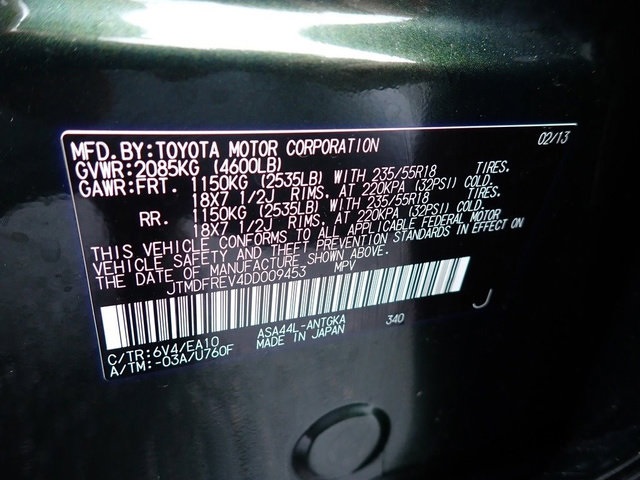 MFD. BY: TOYOTA MOTOR CORPORATION 02/13
GVWR: 2085KG (4600LB)
GAWR: FRT. 1150KG (2535LB) WITH 235/55R18 TIRES.
18X7 1/2J RIMS. AT 220KPA (32PSI) COLD.
RR. 1150KG (2535LB) WITH 235/55R18 TIRES.
18X7 1/2J RIMS. AT 220KPA (32PSI) COLD.
THIS VEHICLE CONFORMS TO ALL APPLICABLE FEDERAL MOTOR
VEHICLE SAFETY AND THEFT PREVENTION STANDARDS IN EFFECT ON
THE DATE OF MANUFACTURE SHOWN ABOVE.
JTMDFREV4DD009453 MPV
J
C/TR: 6V4/EA10 ASA44L-ANTGKA 340
A/TM: -03A/U760F MADE IN JAPAN